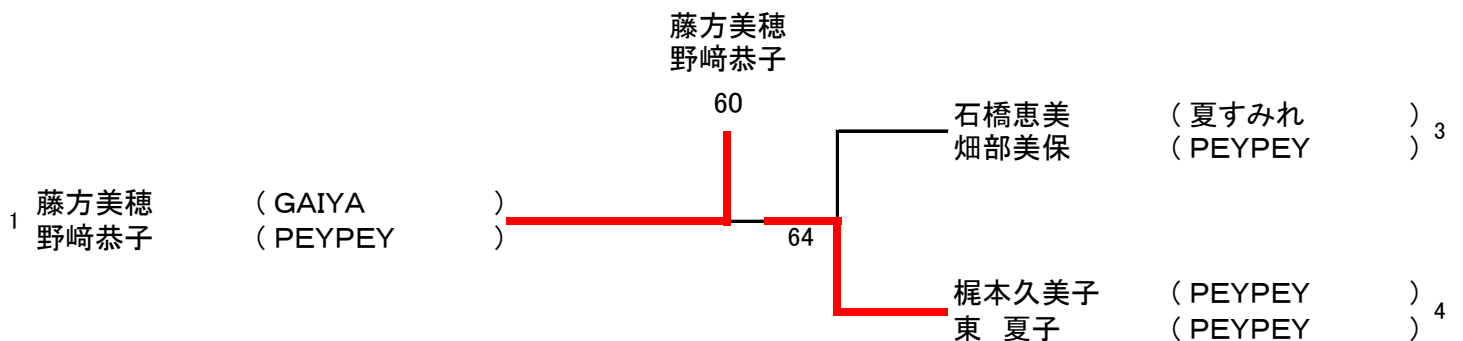 藤方美穂
野﨑恭子
60
石橋恵美 ( 夏すみれ ) 3
畑部美保 ( PEYPEY )
1 藤方美穂 ( GAIYA )
野﨑恭子 ( PEYPEY )
64
梶本久美子 ( PEYPEY ) 4
東 夏子 ( PEYPEY )